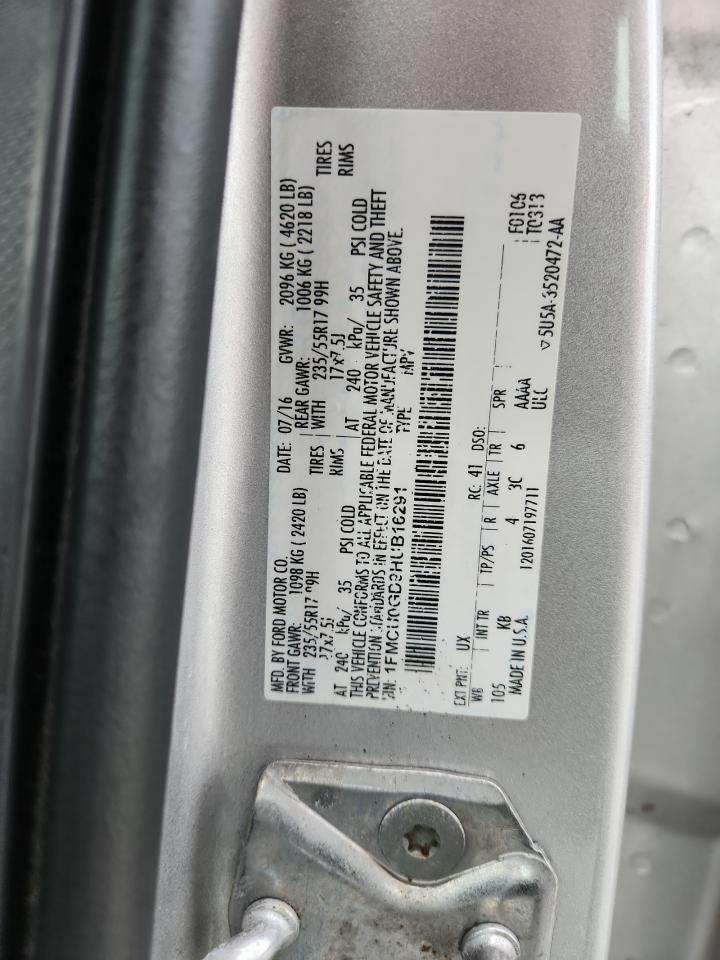 MFD. BY FORD MOTOR CO. DATE: 07/16 GVWR: 2096 KG ( 4620 LB)
FRONT GAWR: 1098 KG ( 2420 LB) REAR GAWR: 1006 KG ( 2218 LB)
WITH 235/55R17 99H TIRES WITH 235/55R17 99H TIRES
17x7.5J RIMS 17x7.5J RIMS
AT 240 kPa/ 35 PSI COLD AT 240 kPa/ 35 PSI COLD
THIS VEHICLE CONFORMS TO ALL APPLICABLE FEDERAL MOTOR VEHICLE SAFETY AND THEFT
PREVENTION STANDARDS IN EFFECT ON THE DATE OF MANUFACTURE SHOWN ABOVE.
VIN: 1FMCU0GD9HUB16291 TYPE MPV
EXT PNT: UX RC: 41 DSO:
WB INT TR TP/PS R AXLE TR SPR
105 KB 4 3C 6 AAAA
ULC
F0106
T0313
MADE IN U.S.A. 1201607197711
▽5U5A-3520472-AA